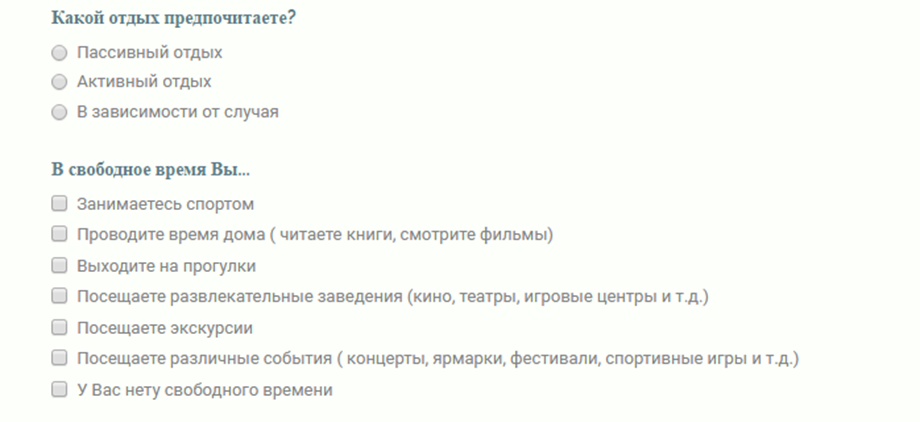 Какой отдых предпочитаете?
Пассивный отдых
Активный отдых
В зависимости от случая
В свободное время Вы...
Занимаетесь спортом
Проводите время дома ( читаете книги, смотрите фильмы)
Выходите на прогулки
Посещаете развлекательные заведения (кино, театры, игровые центры и т.д.)
Посещаете экскурсии
Посещаете различные события ( концерты, ярмарки, фестивали, спортивные игры и т.д.)
У Вас нету свободного времени